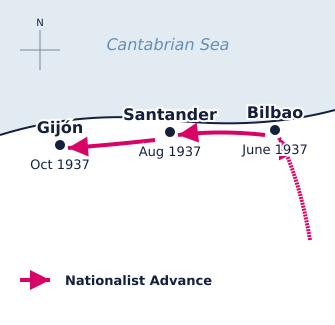 N
Cantabrian Sea
Bilbao
Santander
Gijón
June 1937
Aug 1937
Oct 1937
Nationalist Advance